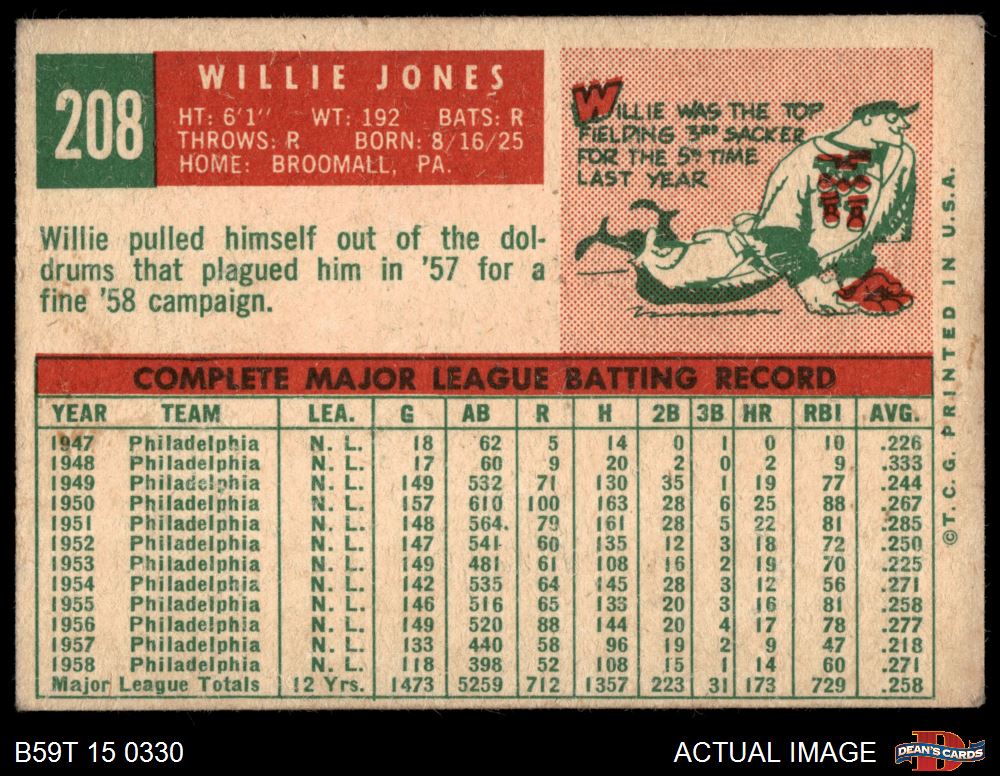 208
WILLIE JONES
HT: 6'1" WT: 192 BATS: R
THROWS: R BORN: 8/16/25
HOME: BROOMALL, PA.
WILLIE WAS THE TOP
FIELDING 3RD SACKER
FOR THE 5TH TIME
LAST YEAR
Willie pulled himself out of the dol-
drums that plagued him in '57 for a
fine '58 campaign.
COMPLETE MAJOR LEAGUE BATTING RECORD
YEAR TEAM LEA. G AB R H 2B 3B HR RBI AVG.
1947 Philadelphia N. L. 18 62 5 14 0 1 0 10 .226
1948 Philadelphia N. L. 17 60 9 20 2 0 2 9 .333
1949 Philadelphia N. L. 149 532 71 130 35 1 19 77 .244
1950 Philadelphia N. L. 157 610 100 163 28 6 25 88 .267
1951 Philadelphia N. L. 148 564. 79 161 28 5 22 81 .285
1952 Philadelphia N. L. 147 541 60 135 12 3 18 72 .250
1953 Philadelphia N. L. 149 481 61 108 16 2 19 70 .225
1954 Philadelphia N. L. 142 535 64 145 28 3 12 56 .271
1955 Philadelphia N. L. 146 516 65 133 20 3 16 81 .258
1956 Philadelphia N. L. 149 520 88 144 20 4 17 78 .277
1957 Philadelphia N. L. 133 440 58 96 19 2 9 47 .218
1958 Philadelphia N. L. 118 398 52 108 15 1 14 60 .271
Major League Totals 12 Yrs. 1473 5259 712 1357 223 31 173 729 .258
©T. C. G. PRINTED IN U.S.A.
B59T 15 0330
ACTUAL IMAGE
DEAN'S CARDS